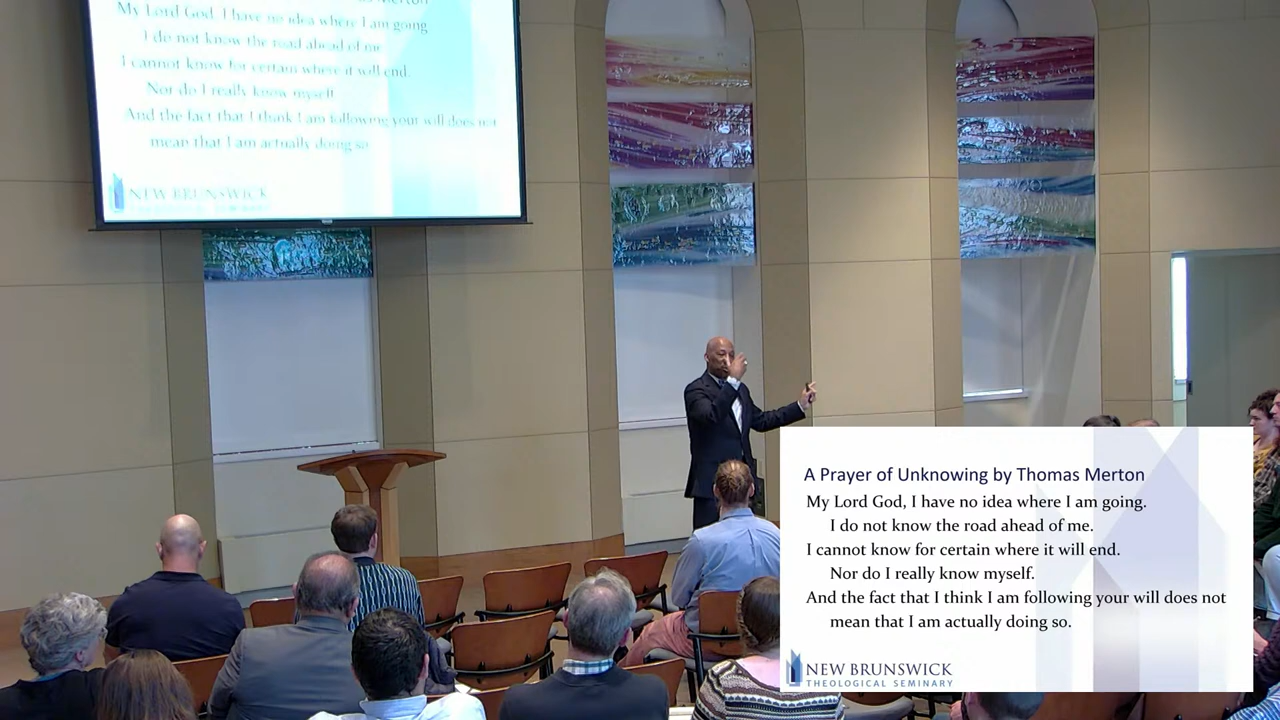 My Lord God, I have no idea where I am going
I do not know the road ahead of me
I cannot know for certain where it will end.
Nor do I really know myself
And the fact that I think I am following your will does not
mean that I am actually doing so
NEW BRUNSWICK
THEOLOGICAL SEMINARY
A Prayer of Unknowing by Thomas Merton
My Lord God, I have no idea where I am going.
I do not know the road ahead of me.
I cannot know for certain where it will end.
Nor do I really know myself.
And the fact that I think I am following your will does not
mean that I am actually doing so.
NEW BRUNSWICK
THEOLOGICAL SEMINARY